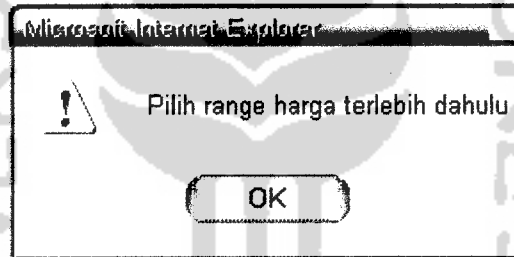 Microsoft Internet Explorer
Pilih range harga terlebih dahulu
OK